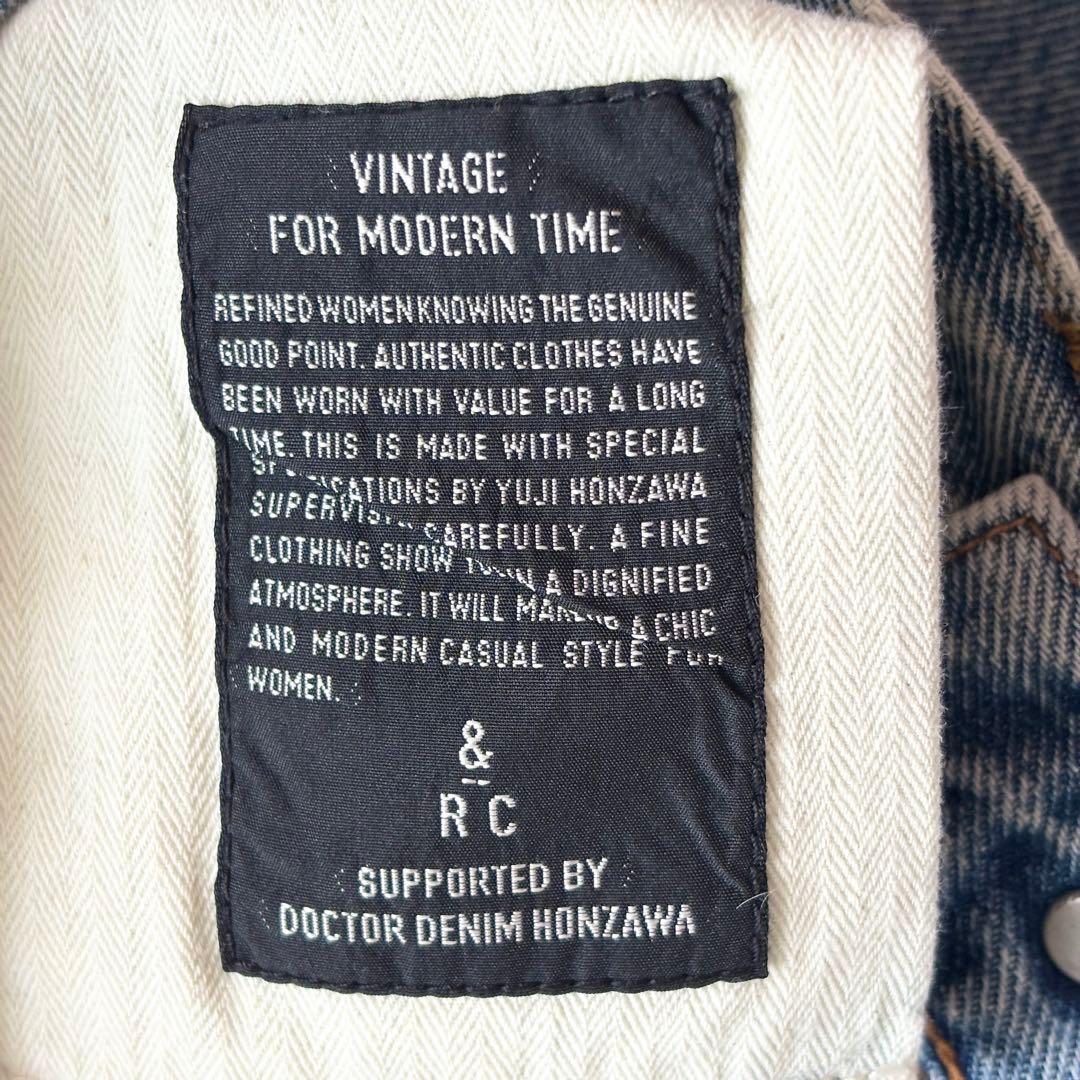 VINTAGE
FOR MODERN TIME
REFINED WOMEN KNOWING THE GENUINE
GOOD POINT. AUTHENTIC CLOTHES HAVE
BEEN WORN WITH VALUE FOR A LONG
TIME. THIS IS MADE WITH SPECIAL
BY YUJI HONZAWA
CAREFULLY. A FINE
CLOTHING SHOW A DIGNIFIED
ATMOSPHERE. IT WILL A CHIC
AND MODERN CASUAL STYLE FOR
WOMEN.
&
R C
SUPPORTED BY
DOCTOR DENIM HONZAWA